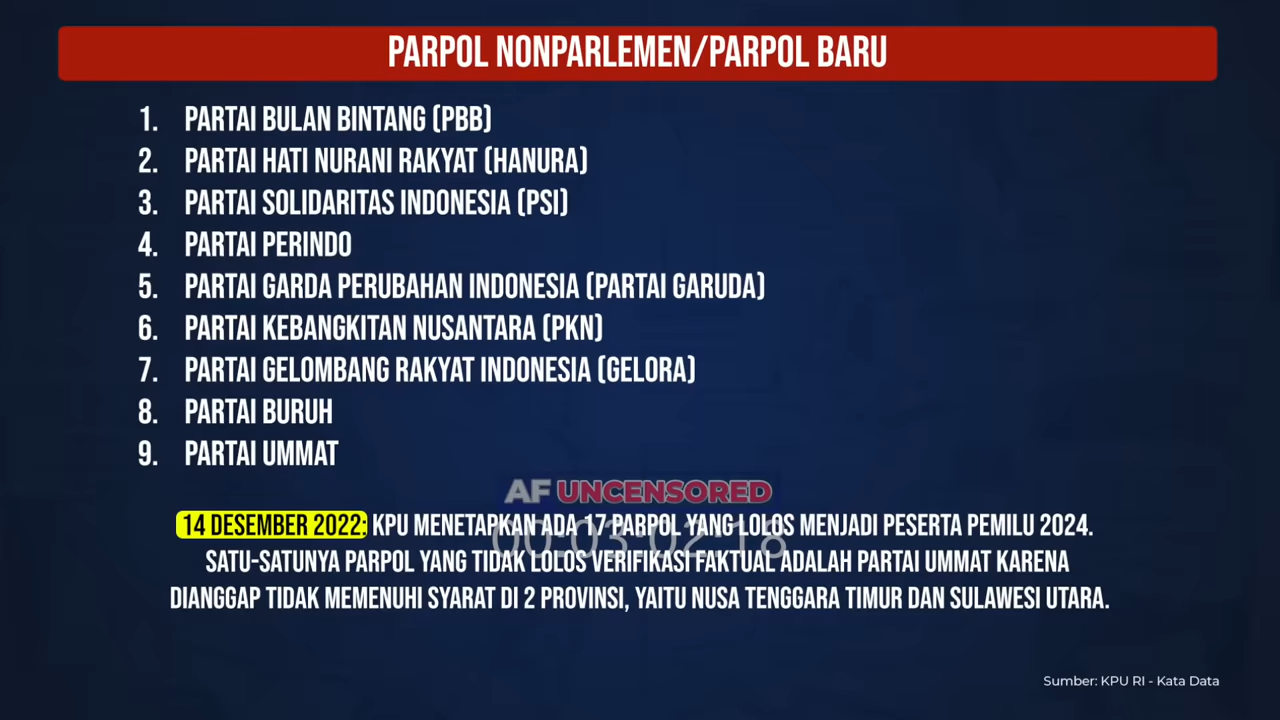 PARPOL NONPARLEMEN/PARPOL BARU
1. PARTAI BULAN BINTANG (PBB)
2. PARTAI HATI NURANI RAKYAT (HANURA)
3. PARTAI SOLIDARITAS INDONESIA (PSI)
4. PARTAI PERINDO
5. PARTAI GARDA PERUBAHAN INDONESIA (PARTAI GARUDA)
6. PARTAI KEBANGKITAN NUSANTARA (PKN)
7. PARTAI GELOMBANG RAKYAT INDONESIA (GELORA)
8. PARTAI BURUH
9. PARTAI UMMAT
AF UNCENSORED
14 DESEMBER 2022: KPU MENETAPKAN ADA 17 PARPOL YANG LOLOS MENJADI PESERTA PEMILU 2024.
00:03:02:18
SATU-SATUNYA PARPOL YANG TIDAK LOLOS VERIFIKASI FAKTUAL ADALAH PARTAI UMMAT KARENA
DIANGGAP TIDAK MEMENUHI SYARAT DI 2 PROVINSI, YAITU NUSA TENGGARA TIMUR DAN SULAWESI UTARA.
Sumber: KPU RI - Kata Data